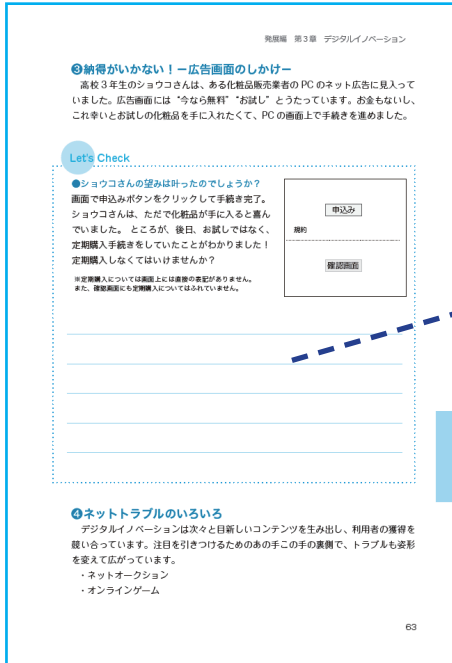 発展編 第3章 デジタルイノベーション
❸納得がいかない!ー広告画面のしかけー
高校3年生のショウコさんは、ある化粧品販売業者の PC のネット広告に見入って
いました。広告画面には“今なら無料”“お試し”とうたっています。お金もないし、
これ幸いとお試しの化粧品を手に入れたくて、PC の画面上で手続きを進めました。
Let's Check
●ショウコさんの望みは叶ったのでしょうか?
画面で申込みボタンをクリックして手続き完了。
ショウコさんは、ただで化粧品が手に入ると喜ん
でいました。 ところが、後日、お試しではなく、
定期購入手続きをしていたことがわかりました!
定期購入しなくてはいけませんか?
※定期購入については画面上には直接の表記がありません。
また、確認画面にも定期購入についてはふれていません。
申込み
規約
確認画面
❹ネットトラブルのいろいろ
デジタルイノベーションは次々と目新しいコンテンツを生み出し、利用者の獲得を
競い合っています。注目を引きつけるためのあの手この手の裏側で、トラブルも姿形
を変えて広がっています。
・ネットオークション
・オンラインゲーム
63